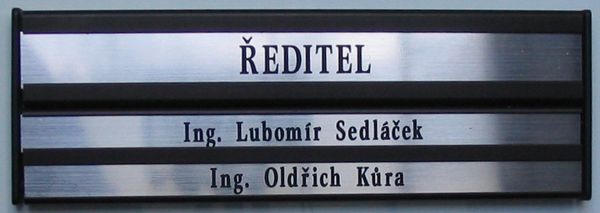 ŘEDITEL
Ing. Lubomír Sedláček
Ing. Oldřich Kůra